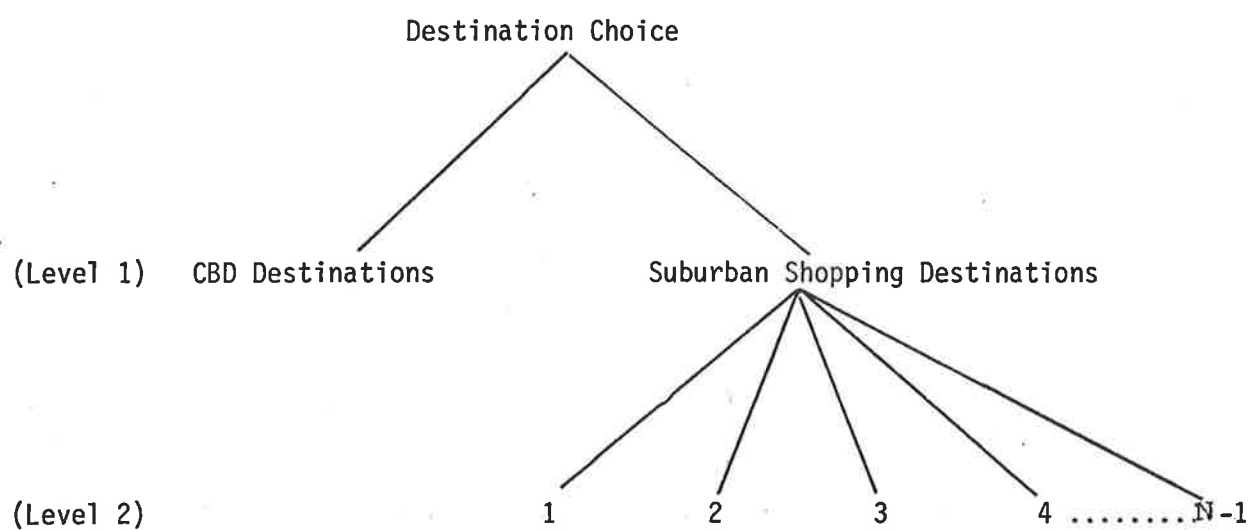 Destination Choice
(Level 1) CBD Destinations Suburban Shopping Destinations
(Level 2) 1 2 3 4 .........N-1